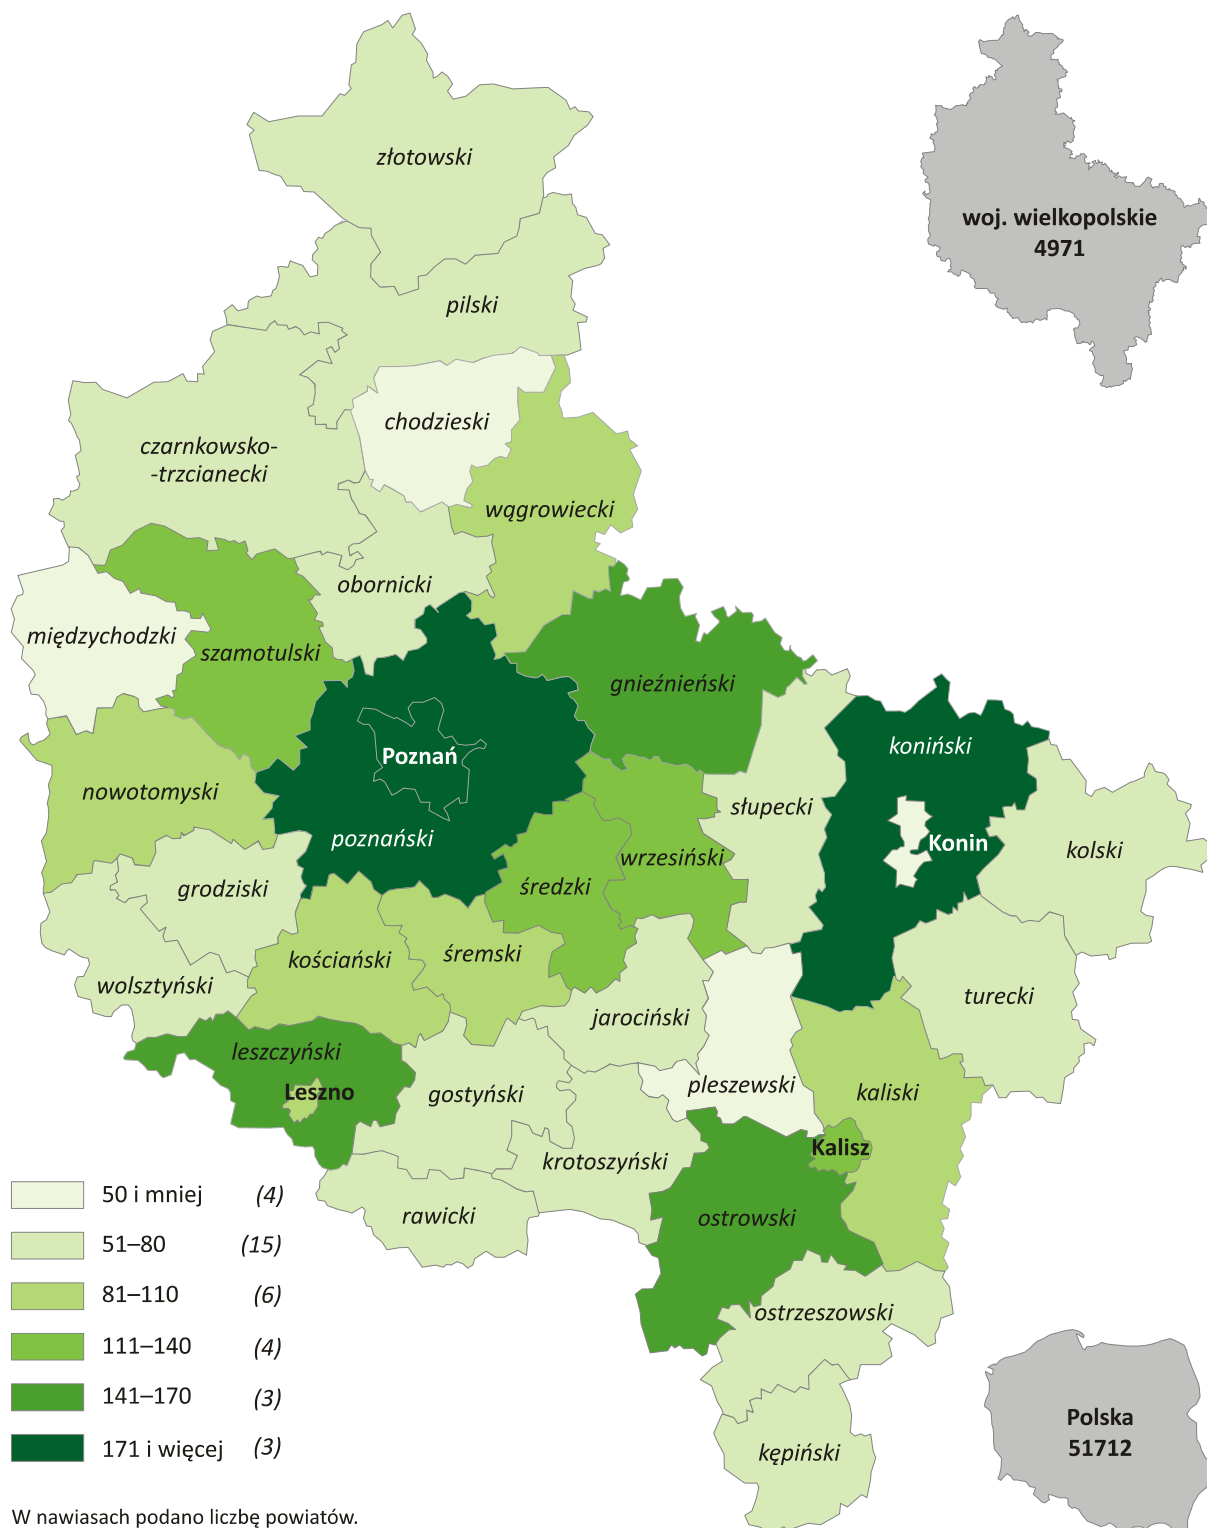 złotowski
woj. wielkopolskie
4971
pilski
chodzieski
czarnkowsko-
-trzcianecki
wągrowiecki
obornicki
międzychodzki
szamotulski
gnieźnieński
koniński
Poznań
nowotomyski
słupecki
poznański
Konin
kolski
wrzesiński
grodziski
średzki
kościański
śremski
wolsztyński
turecki
jarociński
leszczyński
pleszewski
Leszno
gostyński
kaliski
Kalisz
krotoszyński
50 i mniej (4)
rawicki
ostrowski
51–80 (15)
81–110 (6)
ostrzeszowski
111–140 (4)
141–170 (3)
Polska
51712
171 i więcej (3)
kępiński
W nawiasach podano liczbę powiatów.